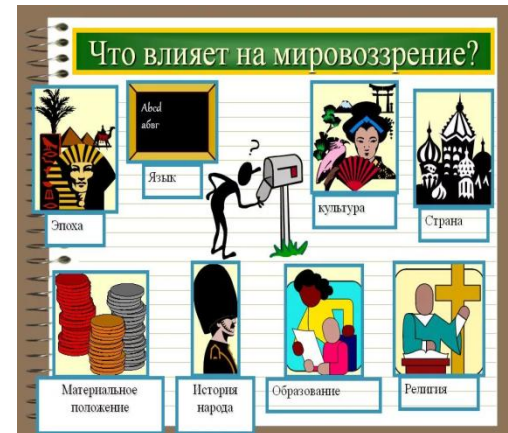 Что влияет на мировоззрение?
Abcd
абвг
?
Эпоха
Язык
культура
Страна
Материальное
положение
История
народа
Образование
Религия